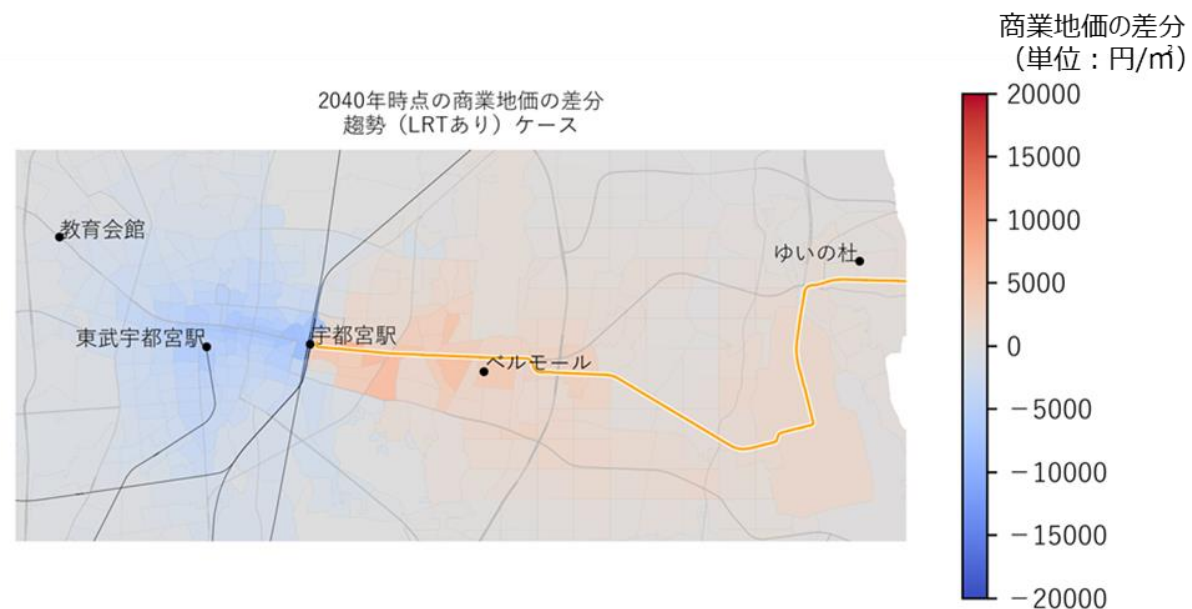 商業地価の差分
（単位：円/㎡）
2040年時点の商業地価の差分
趨勢（LRTあり）ケース
20000
15000
10000
5000
0
−5000
−10000
−15000
−20000
教育会館
ゆいの杜
東武宇都宮駅
宇都宮駅
ベルモール